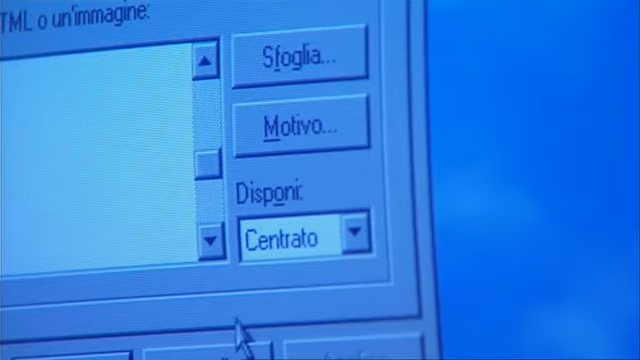 TML o un'immagine:
Sfoglia...
Motivo...
Disponi:
Centrato